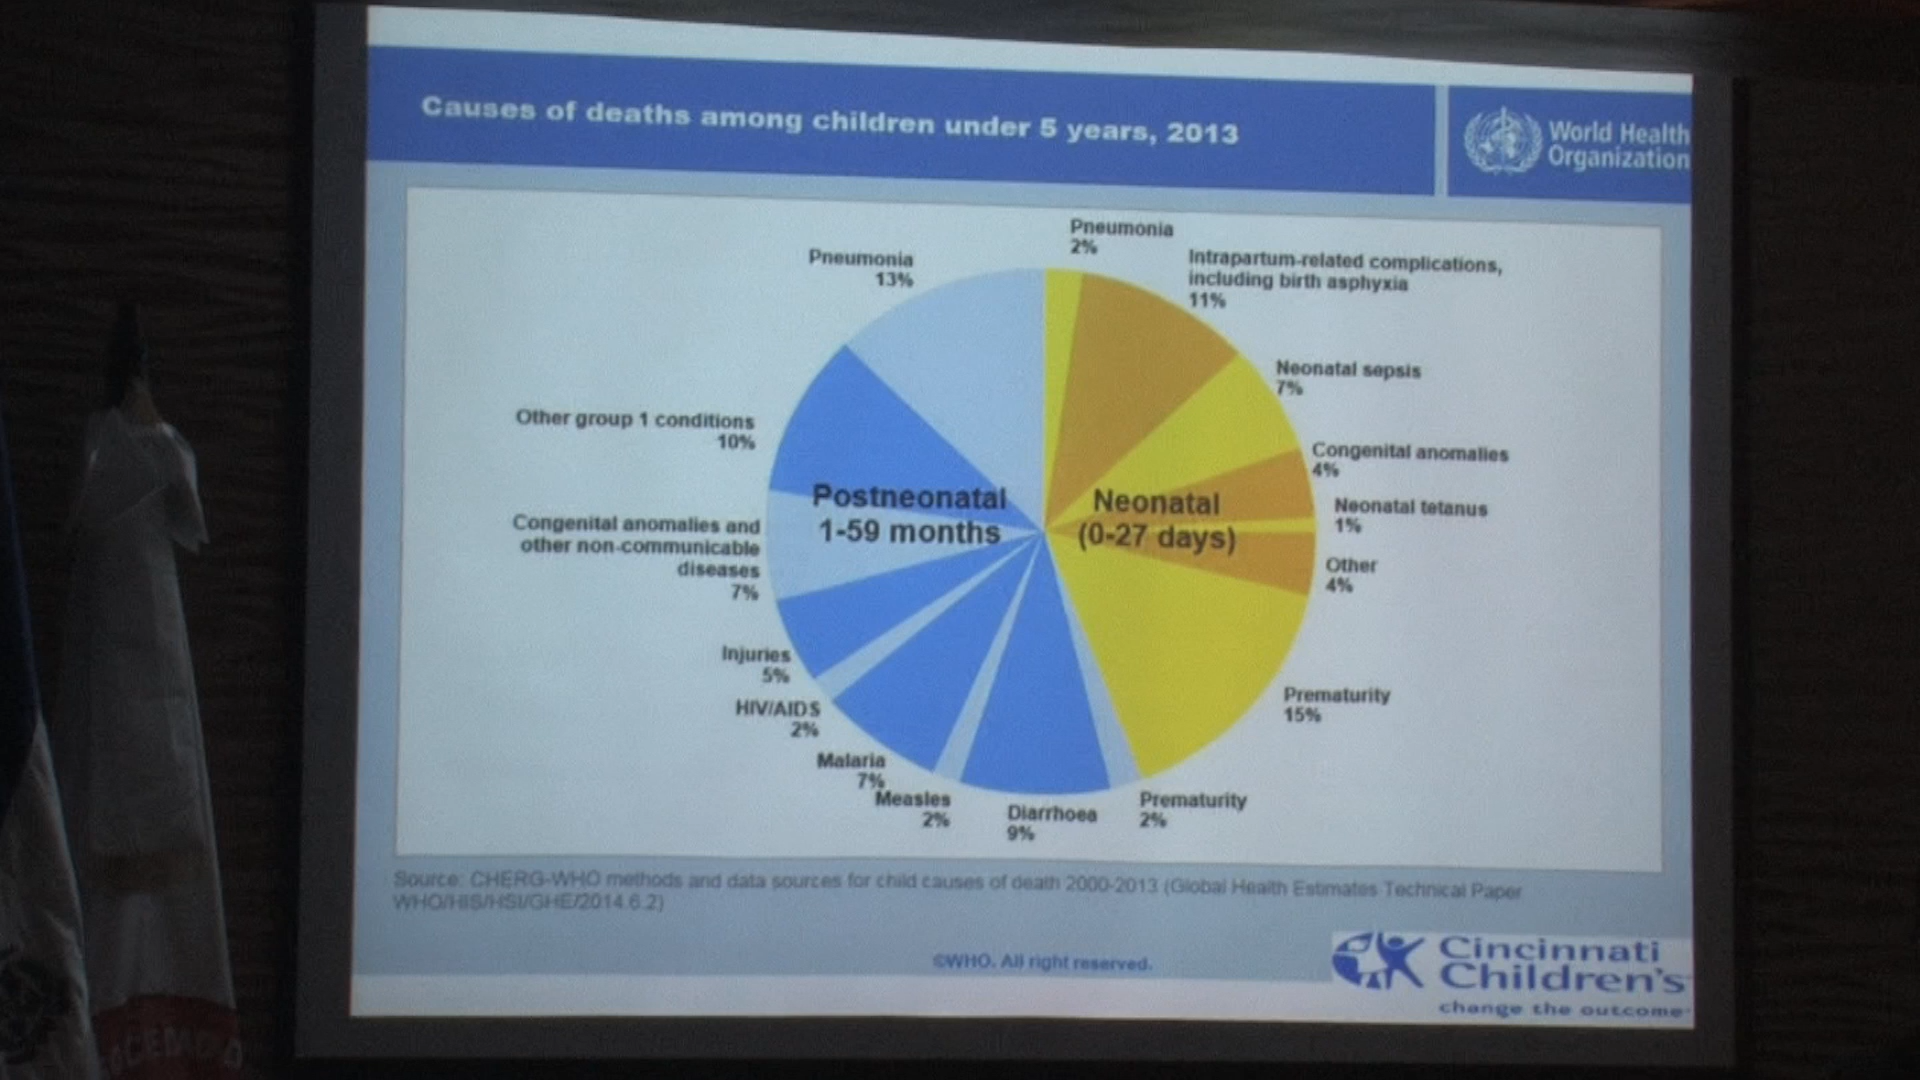 Causes of deaths among children under 5 years, 2013
World Health
Organization
Pneumonia
2%
Intrapartum-related complications,
including birth asphyxia
11%
Neonatal sepsis
7%
Congenital anomalies
4%
Neonatal tetanus
1%
Other
4%
Prematurity
15%
Prematurity
2%
Diarrhoea
9%
Measles
2%
Malaria
7%
HIV/AIDS
2%
Injuries
5%
Congenital anomalies and
other non-communicable
diseases
7%
Other group 1 conditions
10%
Pneumonia
13%
Postneonatal
1-59 months
Neonatal
(0-27 days)
Source: CHERG-WHO methods and data sources for child causes of death 2000-2013 (Global Health Estimates Technical Paper
WHO/HIS/HSI/GHE/2014.6.2)
©WHO. All right reserved.
Cincinnati
Children's
change the outcome